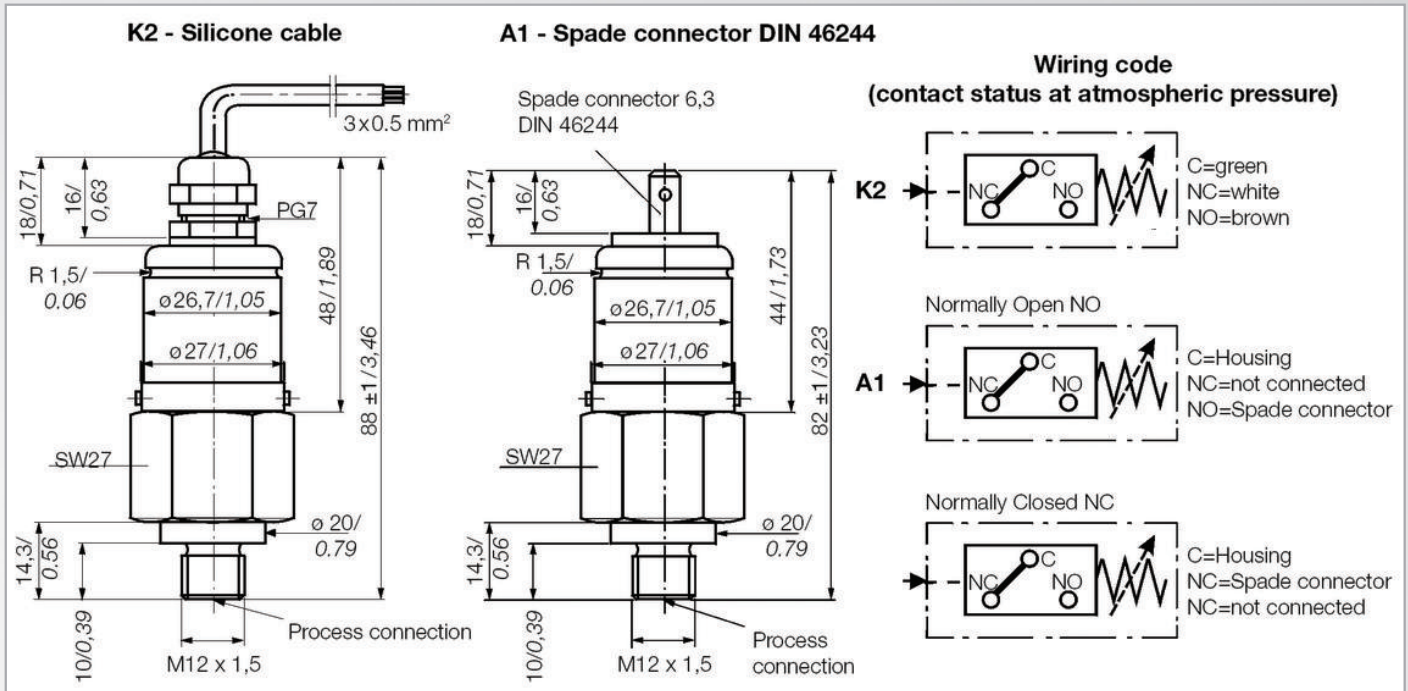 K2 - Silicone cable
3x0.5 mm²
18/0,71
16/
0,63
PG7
R 1,5/
0.06
ø26,7/1,05
ø27/1,06
48/1,89
88 ±1/3,46
SW27
ø 20/
0.79
14,3/
0.56
10/0,39
Process connection
M12 x 1,5
A1 - Spade connector DIN 46244
Spade connector 6,3
DIN 46244
18/0,71
16/
0,63
R 1,5/
0.06
ø26,7/1,05
ø27/1,06
44/1,73
82 ±1/3,23
SW27
ø 20/
0.79
14,3/
0.56
10/0,39
Process
connection
M12 x 1,5
Wiring code
(contact status at atmospheric pressure)
K2
NC
C
NO
C=green
NC=white
NO=brown
Normally Open NO
A1
NC
C
NO
C=Housing
NC=not connected
NO=Spade connector
Normally Closed NC
NC
C
NO
C=Housing
NC=Spade connector
NC=not connected